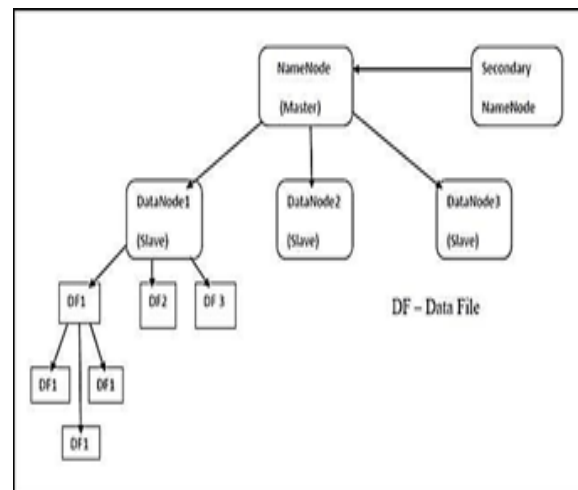 NameNode
(Master)
Secondary
NameNode
DataNode1
(Slave)
DataNode2
(Slave)
DataNode3
(Slave)
DF1
DF2
DF 3
DF – Data File
DF1
DF1
DF1